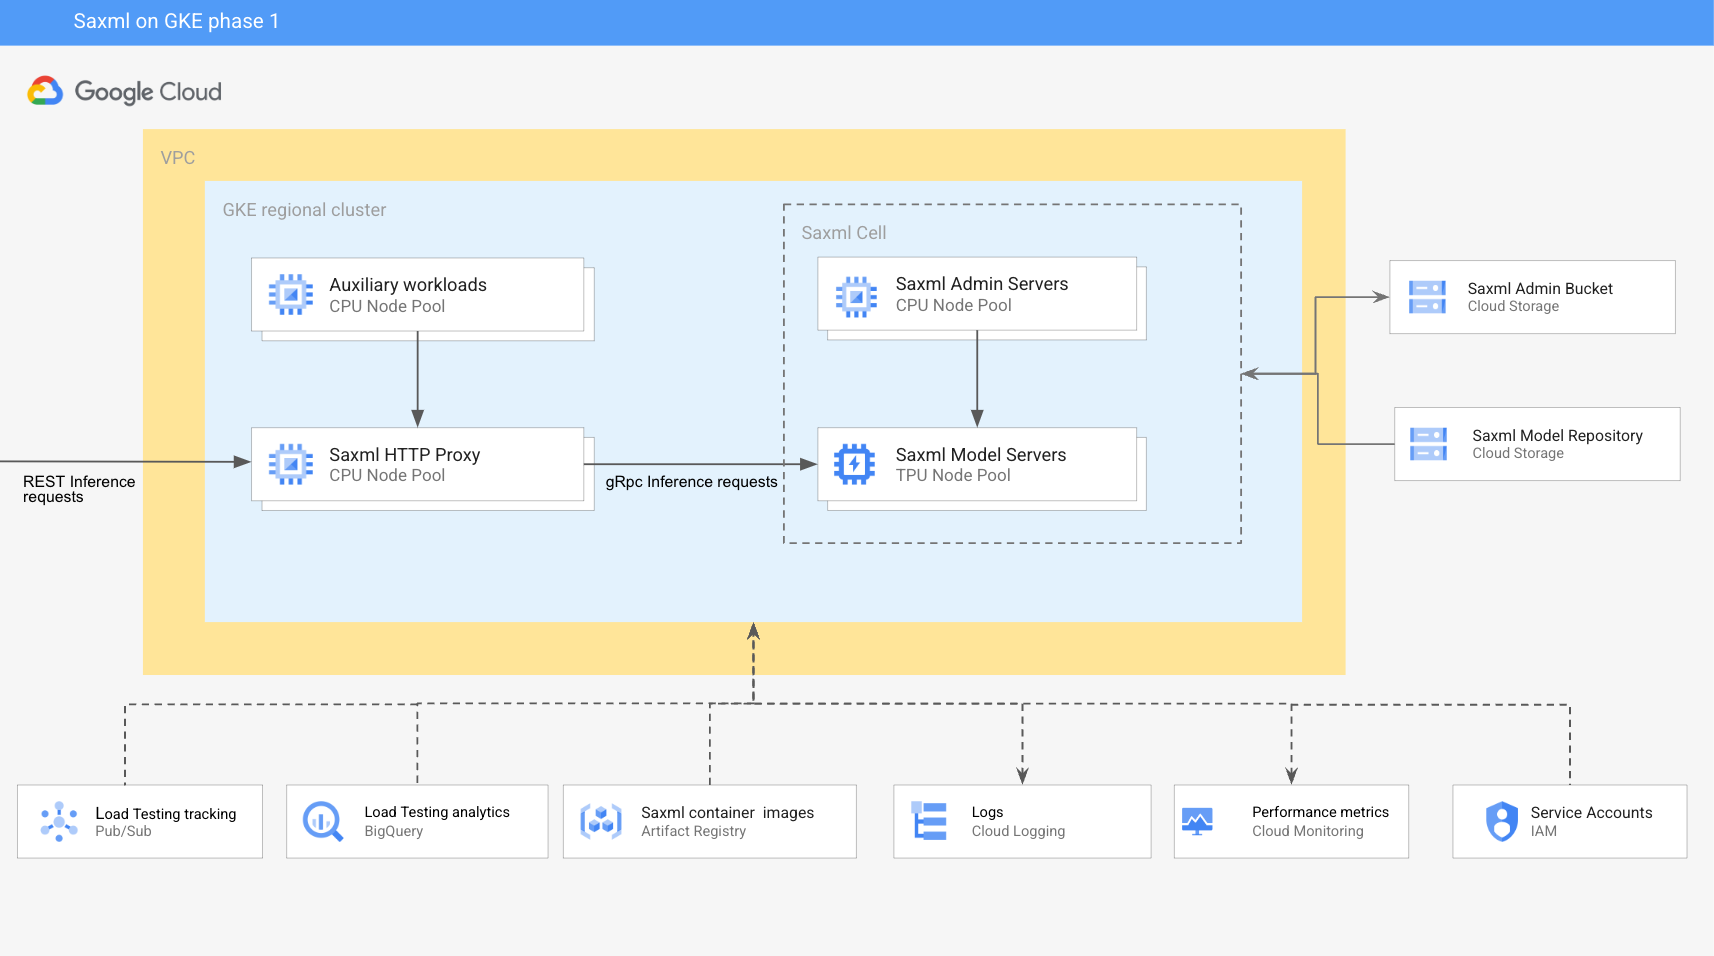 Saxml on GKE phase 1
Google Cloud
VPC
GKE regional cluster
Saxml Cell
Auxiliary workloads
CPU Node Pool
Saxml Admin Servers
CPU Node Pool
Saxml Admin Bucket
Cloud Storage
Saxml HTTP Proxy
CPU Node Pool
Saxml Model Servers
TPU Node Pool
Saxml Model Repository
Cloud Storage
REST Inference
requests
gRpc Inference requests
Load Testing tracking
Pub/Sub
Load Testing analytics
BigQuery
Saxml container images
Artifact Registry
Logs
Cloud Logging
Performance metrics
Cloud Monitoring
Service Accounts
IAM